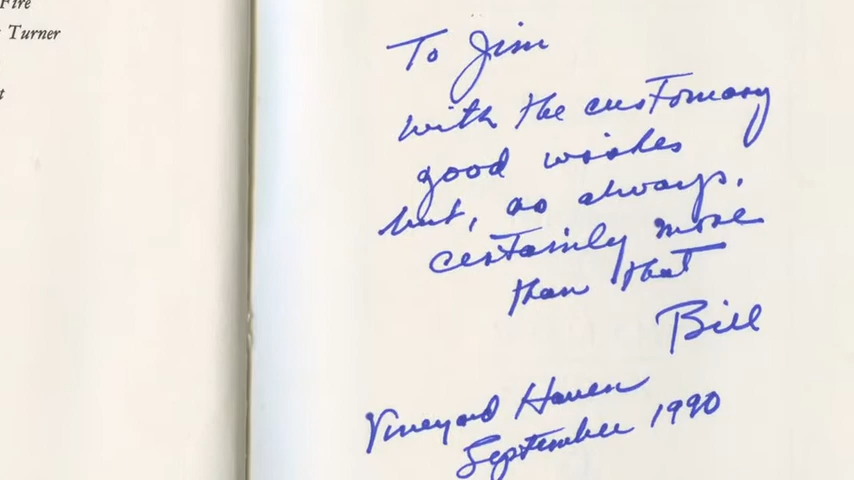 Fire
Turner
t
To Jim
with the customary
good wishes
but, as always,
certainly more
than that
Bill
Vineyard Haven
September 1990